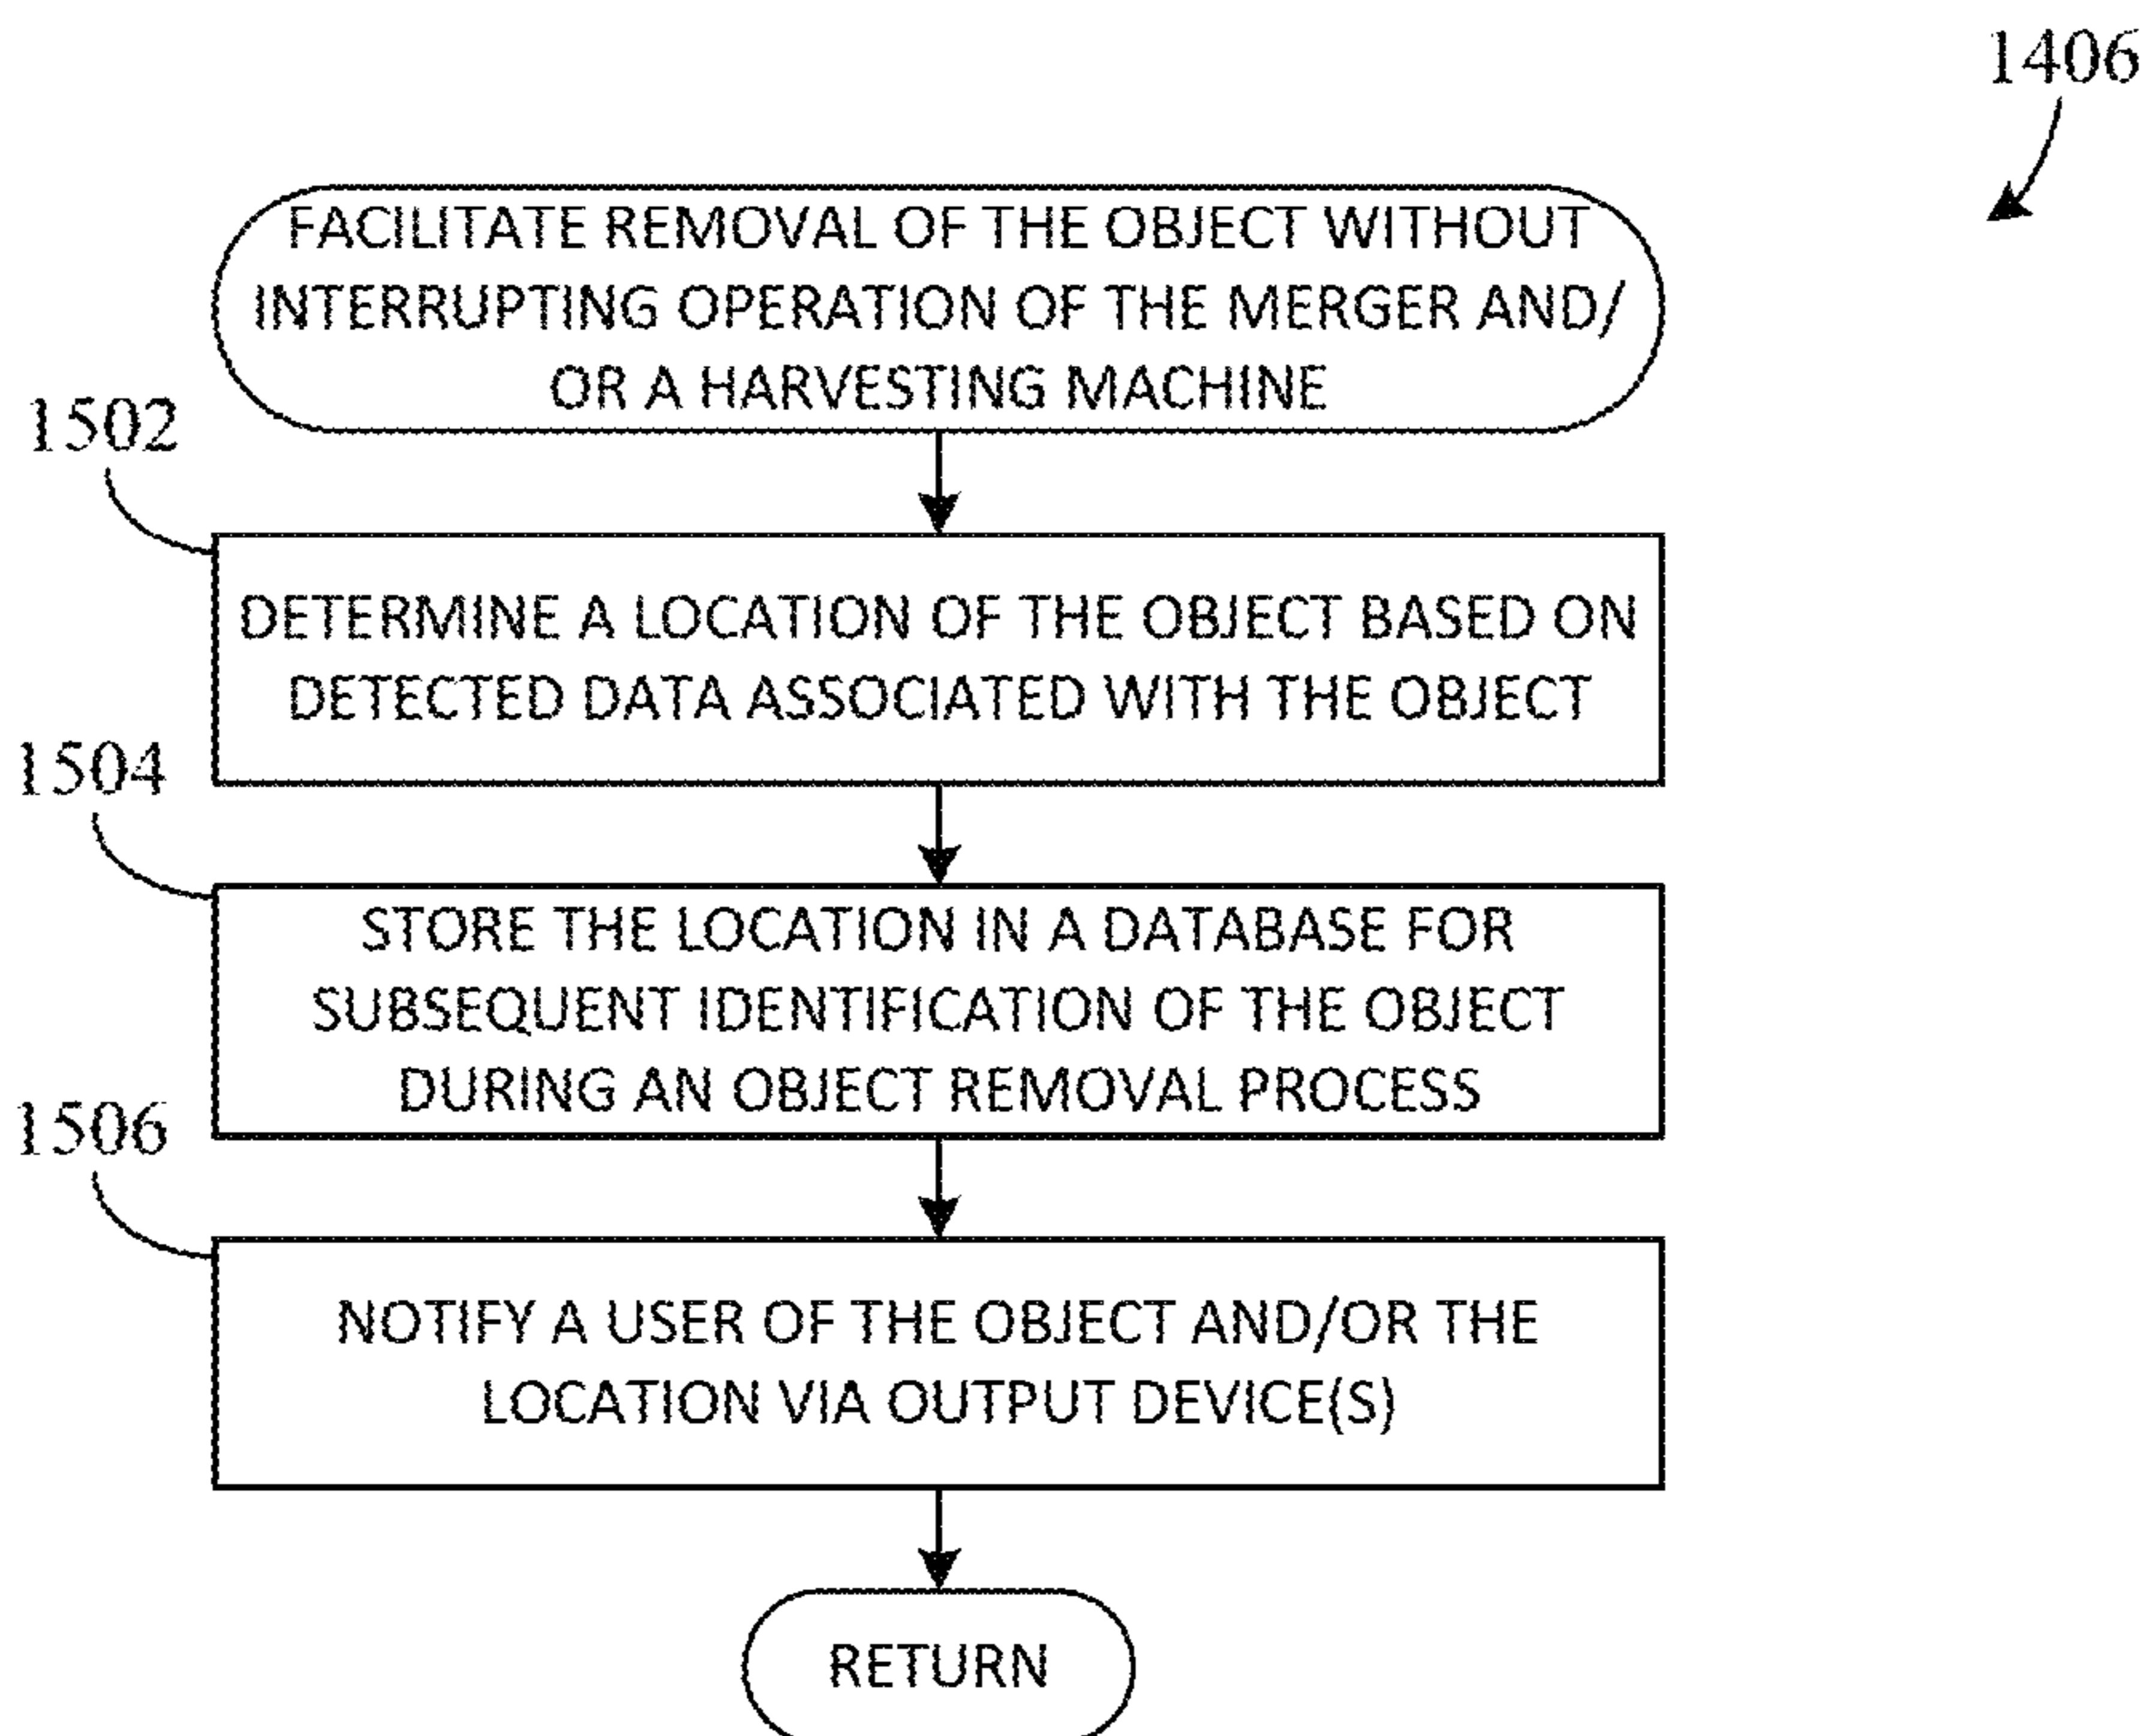 1406
FACILITATE REMOVAL OF THE OBJECT WITHOUT
INTERRUPTING OPERATION OF THE MERGER AND/
OR A HARVESTING MACHINE
1502
DETERMINE A LOCATION OF THE OBJECT BASED ON
DETECTED DATA ASSOCIATED WITH THE OBJECT
1504
STORE THE LOCATION IN A DATABASE FOR
SUBSEQUENT IDENTIFICATION OF THE OBJECT
DURING AN OBJECT REMOVAL PROCESS
1506
NOTIFY A USER OF THE OBJECT AND/OR THE
LOCATION VIA OUTPUT DEVICE(S)
RETURN